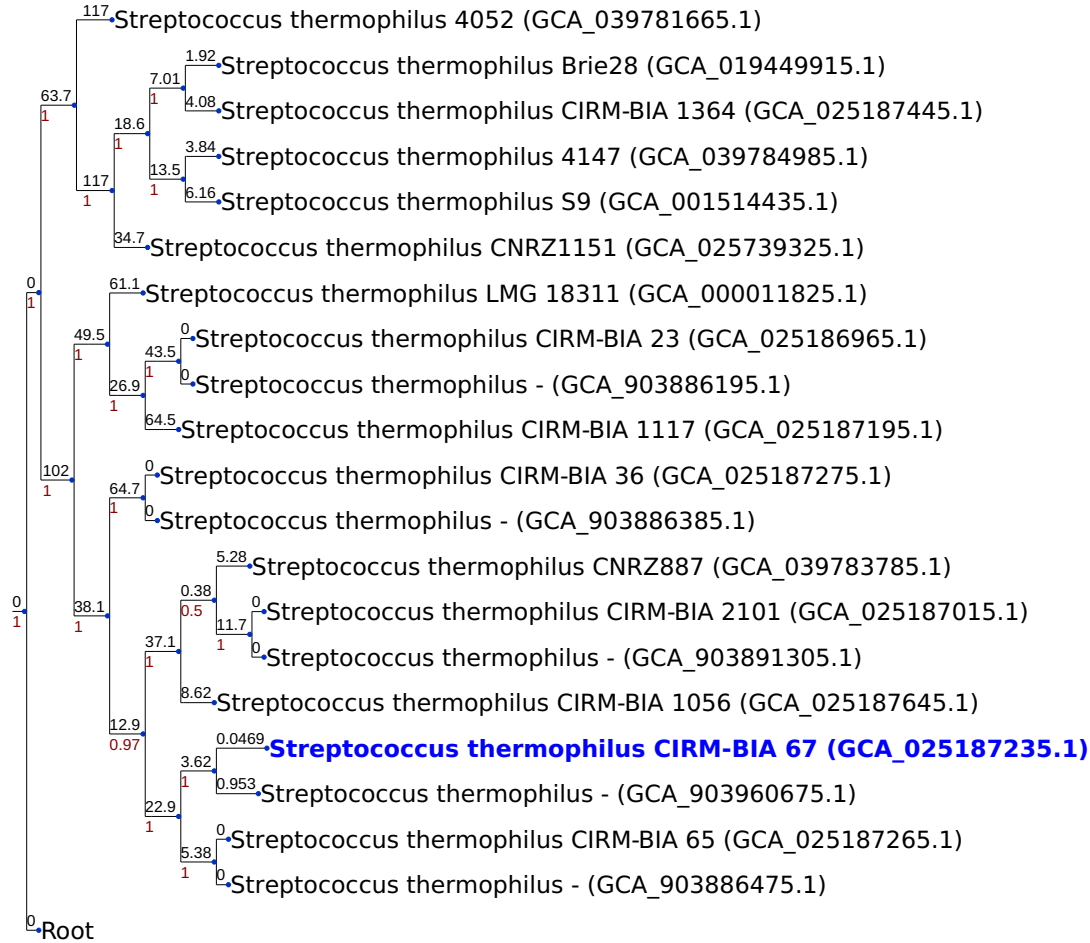 117
Streptococcus thermophilus 4052 (GCA_039781665.1)
1.92
Streptococcus thermophilus Brie28 (GCA_019449915.1)
7.01
1
4.08
Streptococcus thermophilus CIRM-BIA 1364 (GCA_025187445.1)
63.7
1
18.6
1
3.84
Streptococcus thermophilus 4147 (GCA_039784985.1)
13.5
1
6.16
Streptococcus thermophilus S9 (GCA_001514435.1)
117
1
34.7
Streptococcus thermophilus CNRZ1151 (GCA_025739325.1)
0
1
61.1
Streptococcus thermophilus LMG 18311 (GCA_000011825.1)
49.5
1
0
Streptococcus thermophilus CIRM-BIA 23 (GCA_025186965.1)
43.5
1
0
Streptococcus thermophilus - (GCA_903886195.1)
26.9
1
64.5
Streptococcus thermophilus CIRM-BIA 1117 (GCA_025187195.1)
102
1
0
Streptococcus thermophilus CIRM-BIA 36 (GCA_025187275.1)
64.7
1
0
Streptococcus thermophilus - (GCA_903886385.1)
5.28
Streptococcus thermophilus CNRZ887 (GCA_039783785.1)
0.38
0.5
0
Streptococcus thermophilus CIRM-BIA 2101 (GCA_025187015.1)
0
1
38.1
1
11.7
1
0
Streptococcus thermophilus - (GCA_903891305.1)
37.1
1
8.62
Streptococcus thermophilus CIRM-BIA 1056 (GCA_025187645.1)
12.9
0.97
0.0469
Streptococcus thermophilus CIRM-BIA 67 (GCA_025187235.1)
3.62
1
0.953
Streptococcus thermophilus - (GCA_903960675.1)
22.9
1
0
Streptococcus thermophilus CIRM-BIA 65 (GCA_025187265.1)
5.38
1
0
Streptococcus thermophilus - (GCA_903886475.1)
0
Root